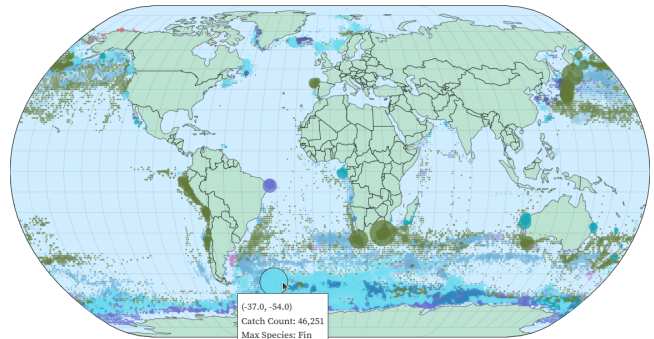 (-37.0, -54.0)
Catch Count: 46,251
Max Species: Fin